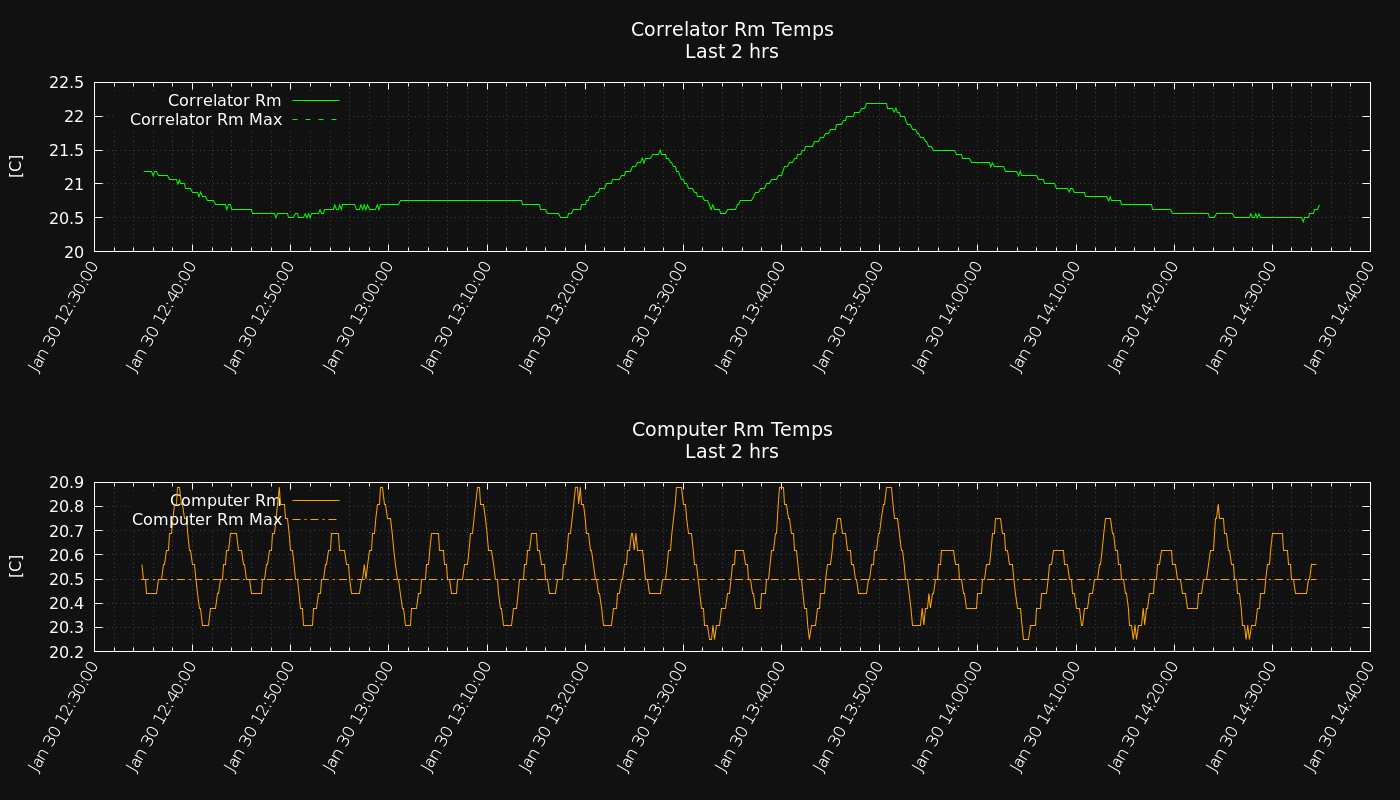 Correlator Rm Temps
Last 2 hrs
22.5
22
21.5
21
20.5
20
[C]
Correlator Rm
Correlator Rm Max
Jan 30 12:30:00
Jan 30 12:40:00
Jan 30 12:50:00
Jan 30 13:00:00
Jan 30 13:10:00
Jan 30 13:20:00
Jan 30 13:30:00
Jan 30 13:40:00
Jan 30 13:50:00
Jan 30 14:00:00
Jan 30 14:10:00
Jan 30 14:20:00
Jan 30 14:30:00
Jan 30 14:40:00
Computer Rm Temps
Last 2 hrs
20.9
20.8
20.7
20.6
20.5
20.4
20.3
20.2
[C]
Computer Rm
Computer Rm Max
Jan 30 12:30:00
Jan 30 12:40:00
Jan 30 12:50:00
Jan 30 13:00:00
Jan 30 13:10:00
Jan 30 13:20:00
Jan 30 13:30:00
Jan 30 13:40:00
Jan 30 13:50:00
Jan 30 14:00:00
Jan 30 14:10:00
Jan 30 14:20:00
Jan 30 14:30:00
Jan 30 14:40:00